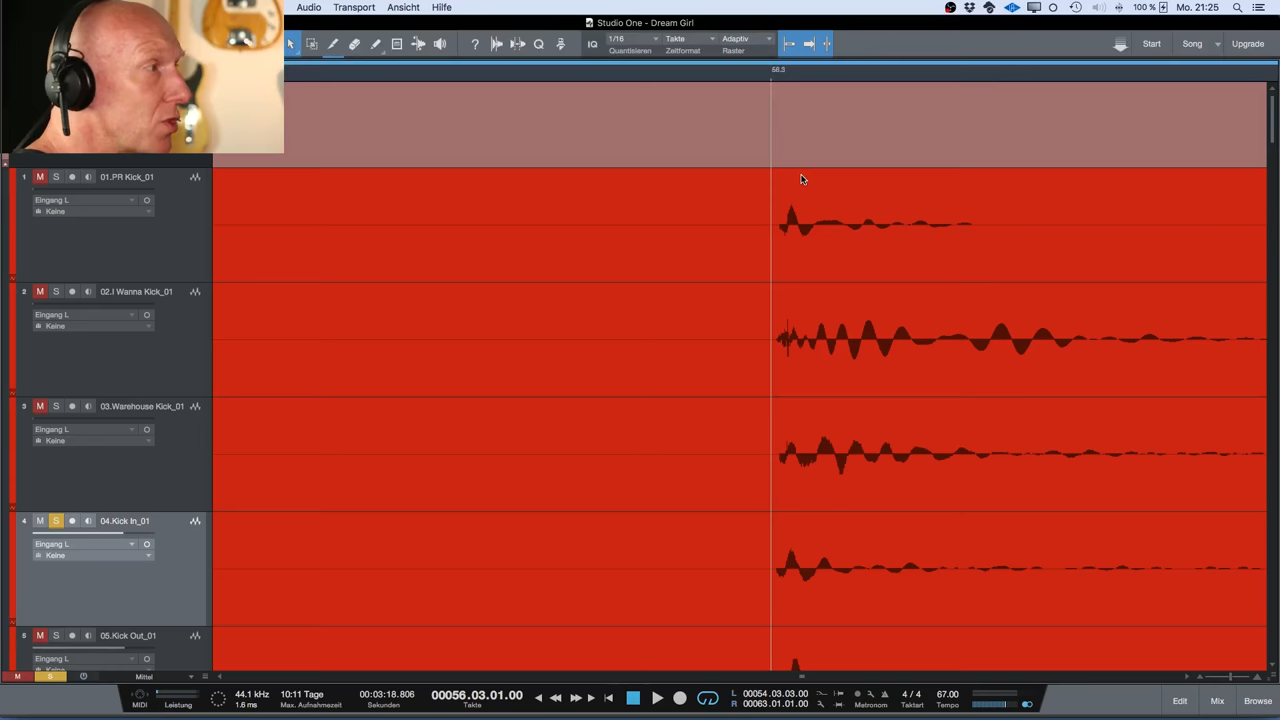 Audio Transport Ansicht Hilfe
100 % Mo. 21:25
Studio One - Dream Girl
? IQ 1/16 Takte Adaptiv Start Song Upgrade
Quantisieren Zeitformat Raster
56.3
1 M S 01.PR Kick_01
Eingang L
Keine
2 M S 02.I Wanna Kick_01
Eingang L
Keine
3 M S 03.Warehouse Kick_01
Eingang L
Keine
4 M S 04.Kick In_01
Eingang L
Keine
5 M S 05.Kick Out_01
Eingang L
Keine
M S Mittel
MIDI Leistung
44.1 kHz
1.6 ms
10:11 Tage
Max. Aufnahmezeit
00:03:18.806
Sekunden
00056.03.01.00
Takte
L 00054.03.03.00
R 00063.01.01.00
Metronom
4 / 4
Taktart
67.00
Tempo
Edit Mix Browse